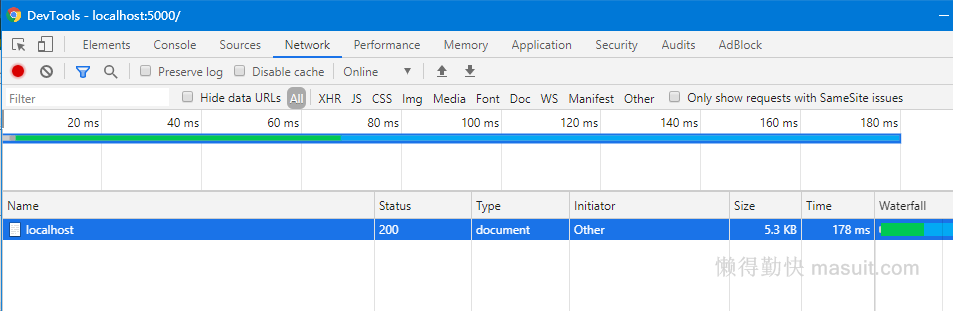 DevTools - localhost:5000/
Elements Console Sources Network Performance Memory Application Security Audits AdBlock
Preserve log Disable cache Online ▼
Filter Hide data URLs All XHR JS CSS Img Media Font Doc WS Manifest Other Only show requests with SameSite issues
20 ms 40 ms 60 ms 80 ms 100 ms 120 ms 140 ms 160 ms 180 ms
Name Status Type Initiator Size Time Waterfall
localhost 200 document Other 5.3 KB 178 ms
懒得勤快 masuit.com